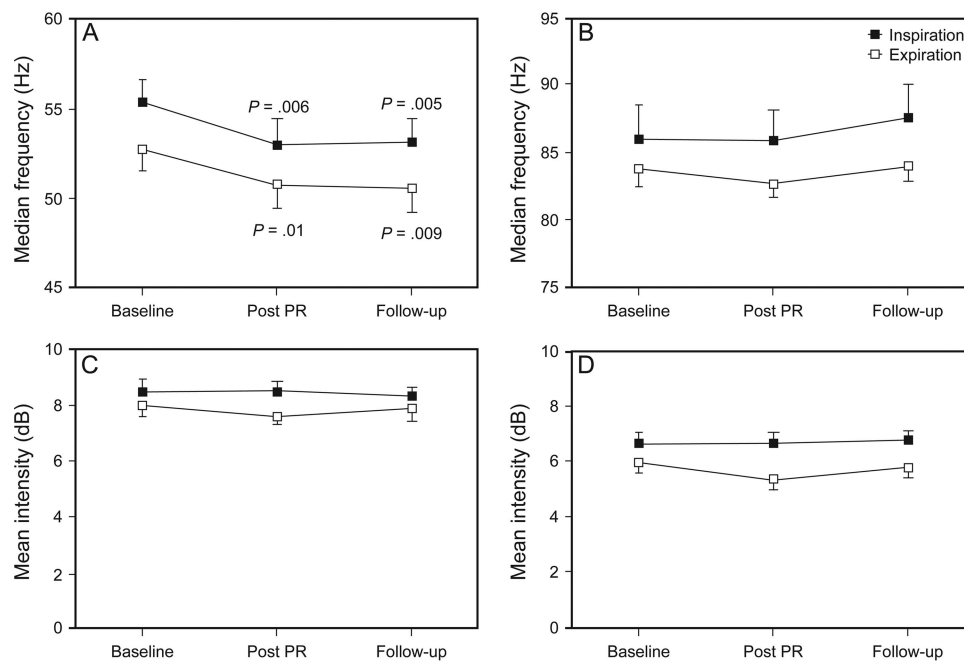 A
Median frequency (Hz)
60
55
50
45
P = .006
P = .005
P = .01
P = .009
Baseline
Post PR
Follow-up
B
Inspiration
Expiration
Median frequency (Hz)
95
90
85
80
75
Baseline
Post PR
Follow-up
C
Mean intensity (dB)
10
8
6
4
2
0
Baseline
Post PR
Follow-up
D
Mean intensity (dB)
10
8
6
4
2
0
Baseline
Post PR
Follow-up